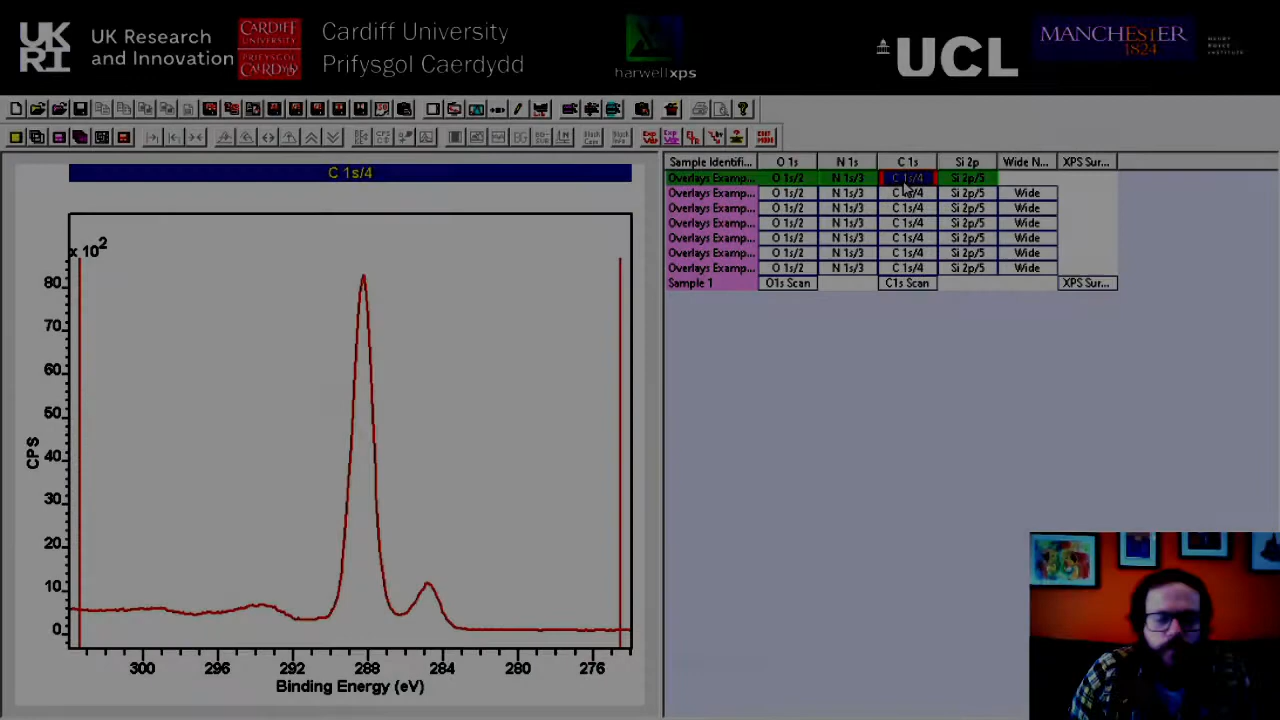 UK Research
and Innovation
CARDIFF
UNIVERSITY
PRIFYSGOL
CAERDYDD
Cardiff University
Prifysgol Caerdydd
harwellxps
UCL
MANCHESTER
1824
C 1s/4
x 10²
CPS
80
70
60
50
40
30
20
10
0
300 296 292 288 284 280 276
Binding Energy (eV)
Sample Identifi... O 1s N 1s C 1s Si 2p Wide N... XPS Sur...
Overlays Examp... O 1s/2 N 1s/3 C 1s/4 Si 2p/5
Overlays Examp... O 1s/2 N 1s/3 C 1s/4 Si 2p/5 Wide
Overlays Examp... O 1s/2 N 1s/3 C 1s/4 Si 2p/5 Wide
Overlays Examp... O 1s/2 N 1s/3 C 1s/4 Si 2p/5 Wide
Overlays Examp... O 1s/2 N 1s/3 C 1s/4 Si 2p/5 Wide
Overlays Examp... O 1s/2 N 1s/3 C 1s/4 Si 2p/5 Wide
Overlays Examp... O 1s/2 N 1s/3 C 1s/4 Si 2p/5 Wide
Sample 1 O1s Scan C1s Scan XPS Sur...